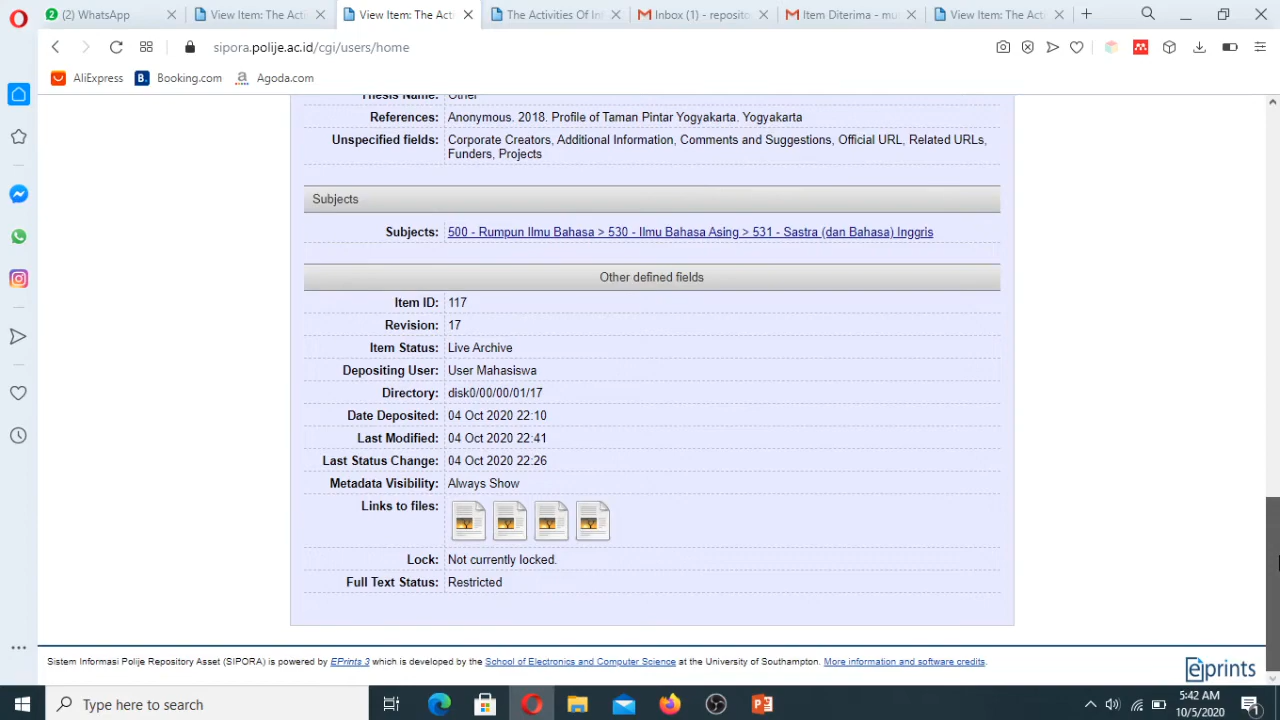 (2) WhatsApp
View Item: The Acti
View Item: The Act
The Activities Of In
Inbox (1) - reposito
Item Diterima - mu
View Item: The Acti
sipora.polije.ac.id/cgi/users/home
AliExpress
Booking.com
Agoda.com
Thesis Name: Other
References: Anonymous. 2018. Profile of Taman Pintar Yogyakarta. Yogyakarta
Unspecified fields: Corporate Creators, Additional Information, Comments and Suggestions, Official URL, Related URLs,
Funders, Projects
Subjects
Subjects: 500 - Rumpun Ilmu Bahasa > 530 - Ilmu Bahasa Asing > 531 - Sastra (dan Bahasa) Inggris
Other defined fields
Item ID: 117
Revision: 17
Item Status: Live Archive
Depositing User: User Mahasiswa
Directory: disk0/00/00/01/17
Date Deposited: 04 Oct 2020 22:10
Last Modified: 04 Oct 2020 22:41
Last Status Change: 04 Oct 2020 22:26
Metadata Visibility: Always Show
Links to files:
Lock: Not currently locked.
Full Text Status: Restricted
Sistem Informasi Polije Repository Asset (SIPORA) is powered by EPrints 3 which is developed by the School of Electronics and Computer Science at the University of Southampton. More information and software credits.
eprints
Type here to search
5:42 AM
10/5/2020